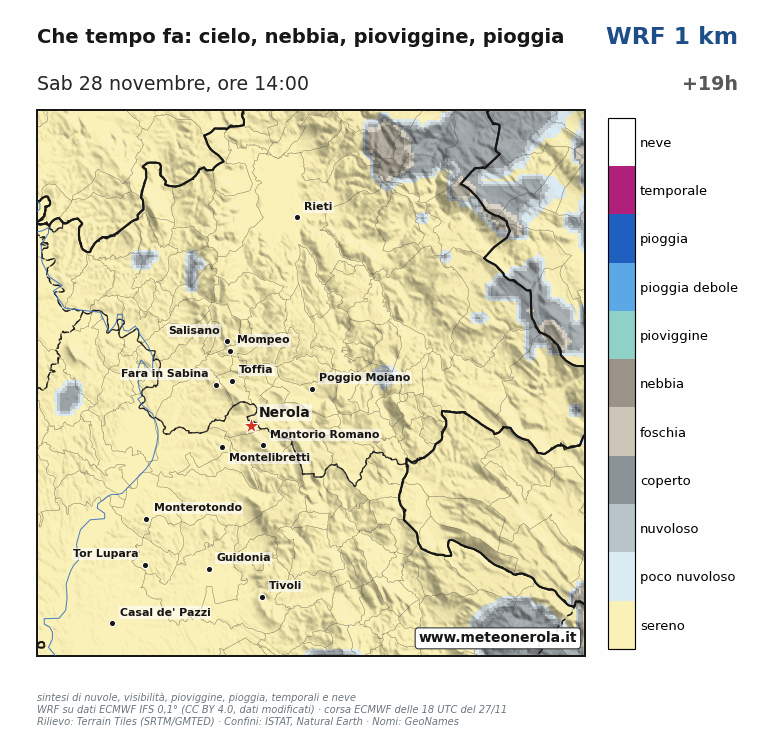 Che tempo fa: cielo, nebbia, pioviggine, pioggia
WRF 1 km
Sab 28 novembre, ore 14:00
+19h
neve
temporale
pioggia
pioggia debole
pioviggine
nebbia
foschia
coperto
nuvoloso
poco nuvoloso
sereno
Rieti
Salisano
Mompeo
Fara in Sabina
Toffia
Poggio Moiano
Nerola
Montorio Romano
Montelibretti
Monterotondo
Tor Lupara
Guidonia
Tivoli
Casal de' Pazzi
www.meteonerola.it
sintesi di nuvole, visibilità, pioviggine, pioggia, temporali e neve
WRF su dati ECMWF IFS 0,1° (CC BY 4.0, dati modificati) · corsa ECMWF delle 18 UTC del 27/11
Rilievo: Terrain Tiles (SRTM/GMTED) · Confini: ISTAT, Natural Earth · Nomi: GeoNames